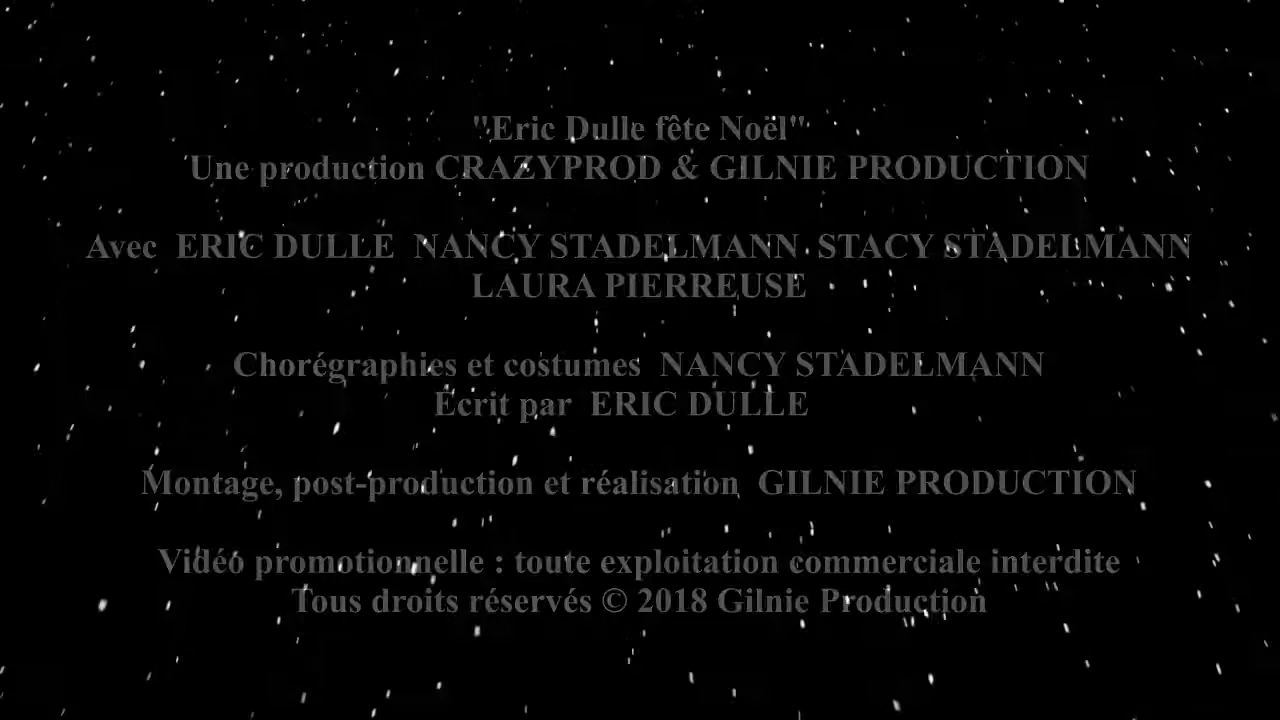 "Eric Dulle fête Noël"
Une production CRAZYPROD & GILNIE PRODUCTION
Avec ERIC DULLE NANCY STADELMANN STACY STADELMANN
LAURA PIERREUSE
Chorégraphies et costumes NANCY STADELMANN
Écrit par ERIC DULLE
Montage, post-production et réalisation GILNIE PRODUCTION
Vidéo promotionnelle : toute exploitation commerciale interdite
Tous droits réservés © 2018 Gilnie Production